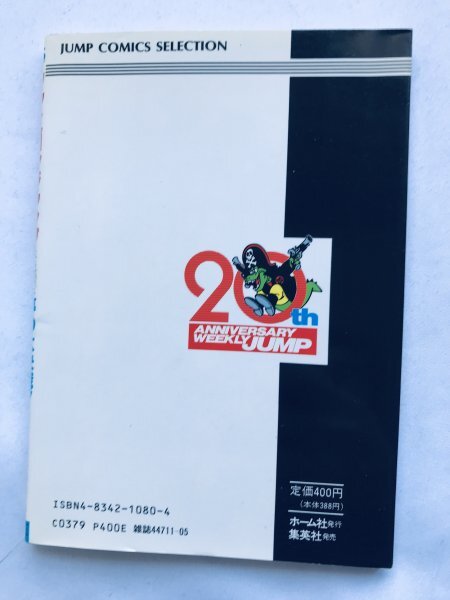 JUMP COMICS SELECTION
20th
ANNIVERSARY
WEEKLY JUMP
定価400円
(本体388円)
ホーム社発行
集英社発売
ISBN4-8342-1080-4
C0379 P400E 雑誌44711-05